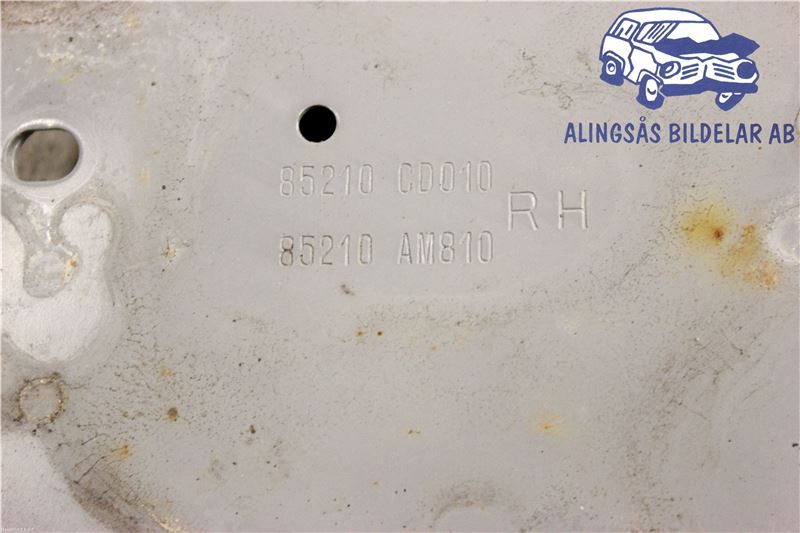 ALINGSÅS BILDELAR AB
85210 CD010
RH
85210 AM810